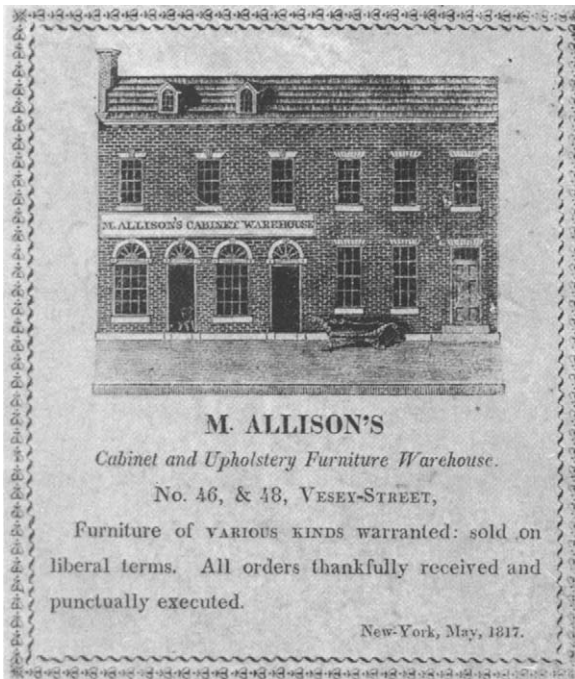 M. ALLISON'S CABINET WAREHOUSE
M. ALLISON'S
Cabinet and Upholstery Furniture Warehouse.
No. 46, & 48, VESEY-STREET,
Furniture of VARIOUS KINDS warranted: sold on
liberal terms. All orders thankfully received and
punctually executed.
New-York, May, 1817.